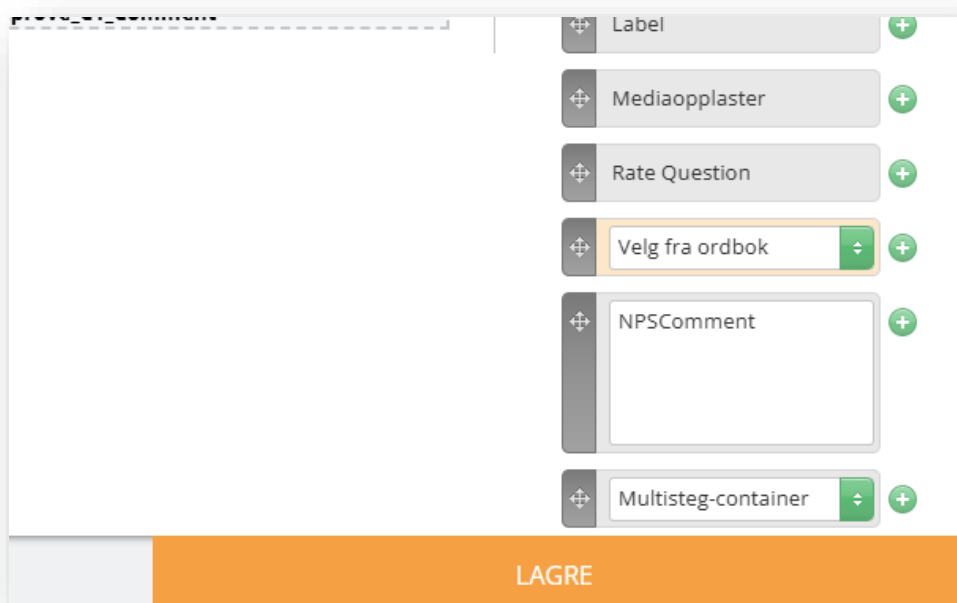 Label
Mediaopplaster
Rate Question
Velg fra ordbok
NPSComment
Multisteg-container
LAGRE